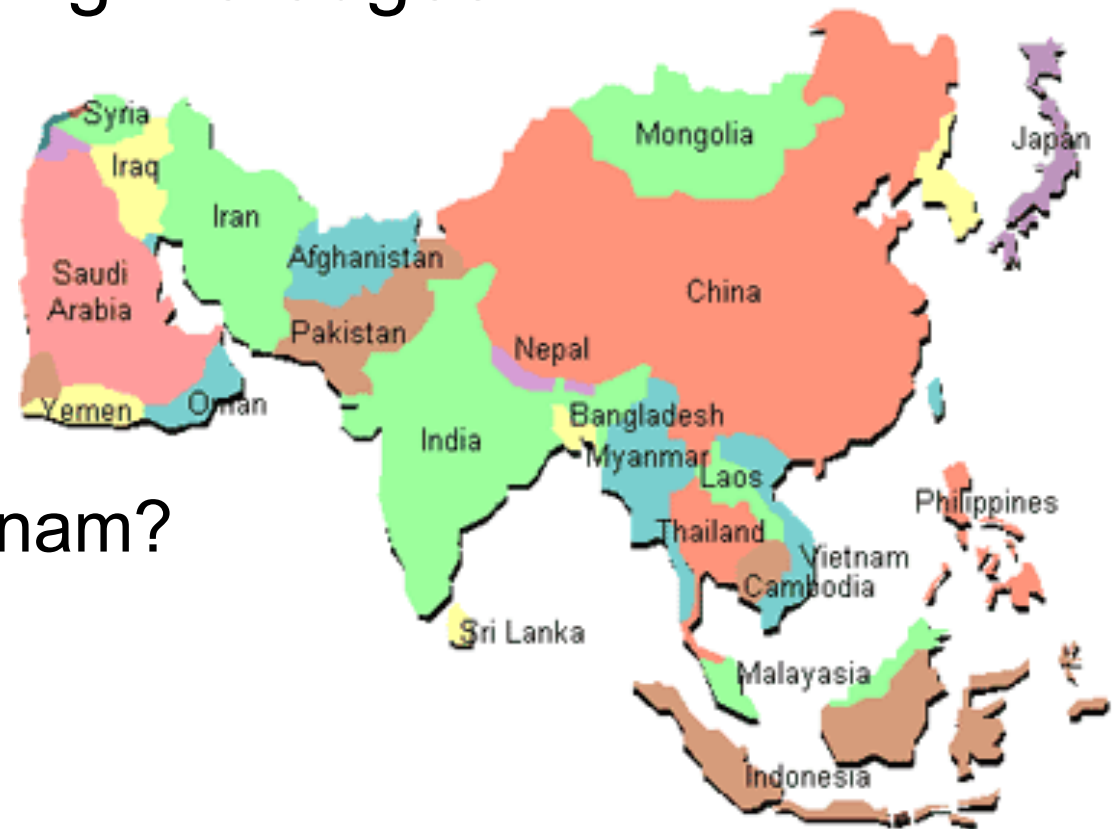 Syria
Mongolia
Japan
Iraq
Iran
Afghanistan
Saudi
Arabia
China
Pakistan
Nepal
Yemen
Oman
India
Bangladesh
Myanmar
Laos
Philippines
nam?
Thailand
Vietnam
Cambodia
Sri Lanka
Malayasia
Indonesia